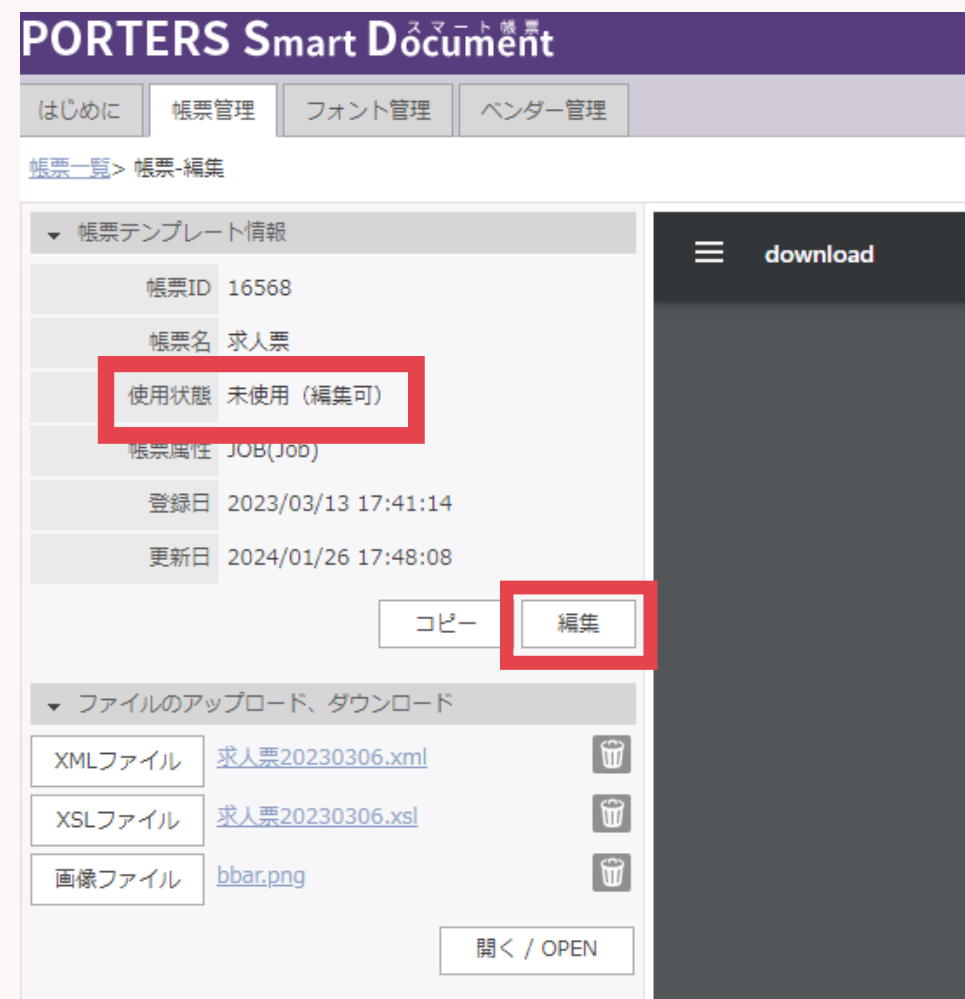 スマート帳票
PORTERS Smart Document
はじめに 帳票管理 フォント管理 ベンダー管理
帳票一覧> 帳票-編集
帳票テンプレート情報
download
帳票ID 16568
帳票名 求人票
使用状態 未使用（編集可）
帳票属性 JOB(Job)
登録日 2023/03/13 17:41:14
更新日 2024/01/26 17:48:08
コピー 編集
ファイルのアップロード、ダウンロード
XMLファイル 求人票20230306.xml
XSLファイル 求人票20230306.xsl
画像ファイル bbar.png
開く / OPEN